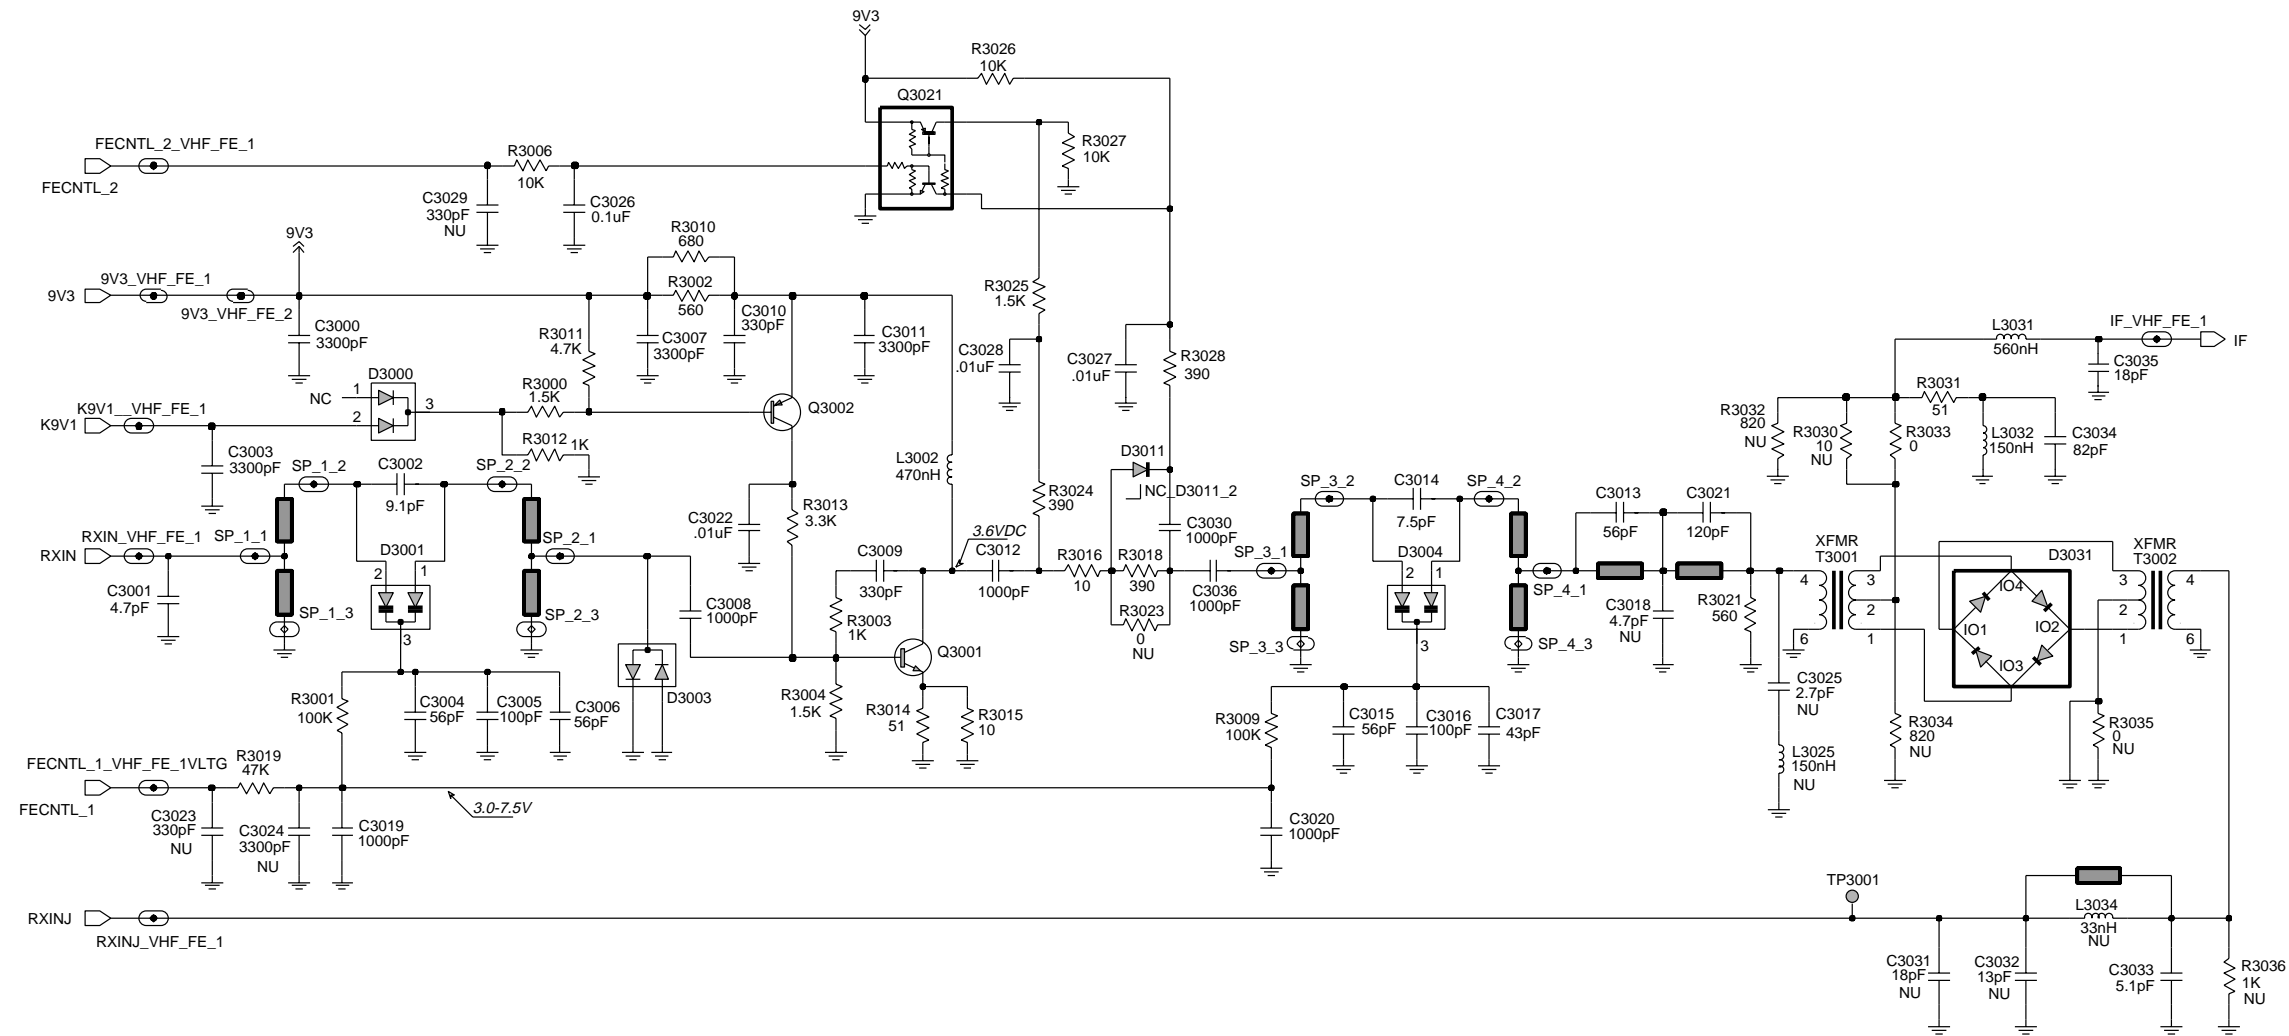 9V3
R3026
10K
Q3021
FECNTL_2_VHF_FE_1
FECNTL_2
R3006
10K
C3029
330pF
NU
C3026
0.1uF
R3027
10K
9V3
R3010
680
9V3
9V3_VHF_FE_1
9V3_VHF_FE_2
R3002
560
C3000
3300pF
R3011
4.7K
C3007
3300pF
C3010
330pF
C3011
3300pF
R3025
1.5K
C3028
.01uF
C3027
.01uF
R3028
390
L3031
560nH
IF_VHF_FE_1
IF
C3035
18pF
D3000
NC
1
2
3
K9V1__VHF_FE_1
K9V1
R3000
1.5K
Q3002
R3012
1K
C3003
3300pF
R3032
820
NU
R3030
10
NU
R3033
0
R3031
51
L3032
150nH
C3034
82pF
SP_1_2
C3002
9.1pF
SP_2_2
L3002
470nH
R3024
390
D3011
NC_D3011_2
C3030
1000pF
SP_3_2
C3014
7.5pF
SP_4_2
C3013
56pF
C3021
120pF
RXIN
RXIN_VHF_FE_1
SP_1_1
C3001
4.7pF
D3001
2
1
3
SP_2_1
C3022
.01uF
R3013
3.3K
3.6VDC
C3009
330pF
C3012
1000pF
R3016
10
R3018
390
C3036
1000pF
SP_3_1
D3004
2
1
3
SP_4_1
XFMR
T3001
4
3
2
1
6
D3031
IO4
IO1
IO2
IO3
XFMR
T3002
3
2
1
4
6
SP_1_3
SP_2_3
C3008
1000pF
R3003
1K
Q3001
R3023
0
NU
SP_3_3
SP_4_3
C3018
4.7pF
NU
R3021
560
R3001
100K
C3004
56pF
C3005
100pF
C3006
56pF
D3003
R3004
1.5K
R3014
51
R3015
10
R3009
100K
C3015
56pF
C3016
100pF
C3017
43pF
C3025
2.7pF
NU
L3025
150nH
NU
R3034
820
NU
R3035
0
NU
FECNTL_1_VHF_FE_1VLTG
FECNTL_1
R3019
47K
3.0-7.5V
C3023
330pF
NU
C3024
3300pF
NU
C3019
1000pF
C3020
1000pF
RXINJ
RXINJ_VHF_FE_1
TP3001
L3034
33nH
NU
C3031
18pF
NU
C3032
13pF
NU
C3033
5.1pF
R3036
1K
NU